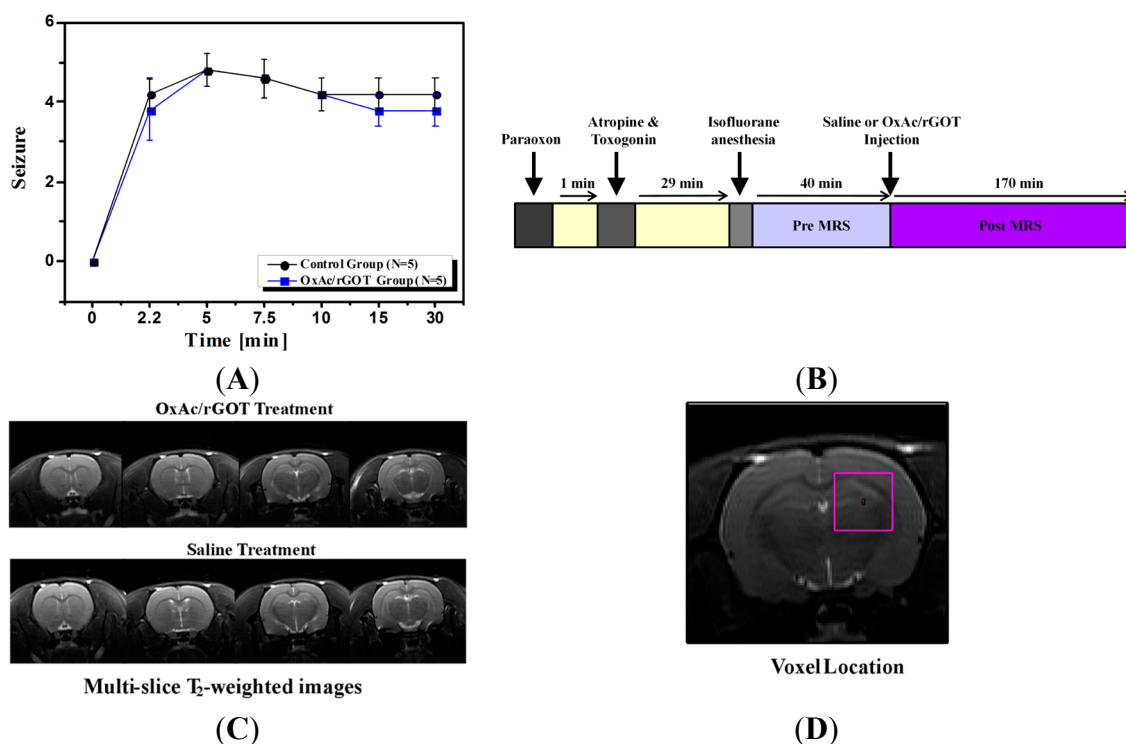 6
4
2
0
Seizure
Control Group (N=5)
OxAc/rGOT Group (N=5)
0 2.2 5 7.5 10 15 30
Time [min]
(A)
Paraoxon
Atropine &
Toxogonin
Isofluorane
anesthesia
Saline or OxAc/rGOT
Injection
1 min
29 min
40 min
170 min
Pre MRS
Post MRS
(B)
OxAc/rGOT Treatment
Saline Treatment
Multi-slice T₂-weighted images
(C)
Voxel Location
(D)